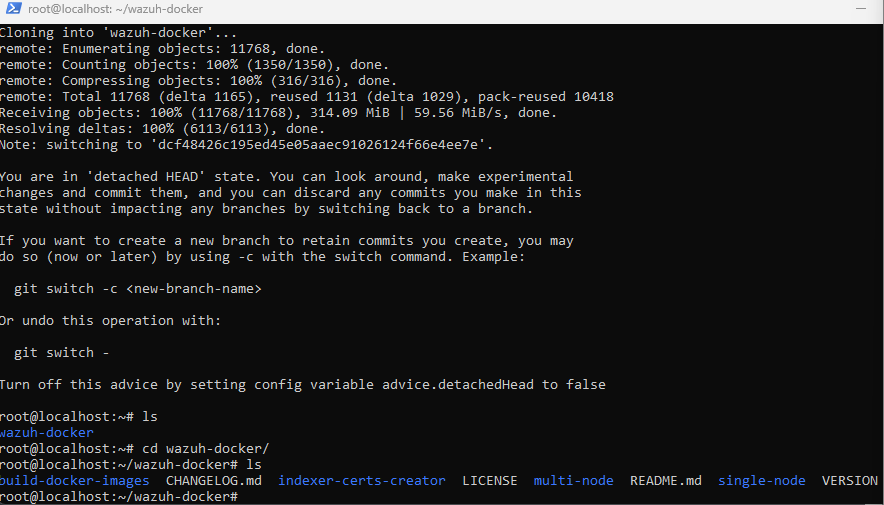 root@localhost: ~/wazuh-docker
Cloning into 'wazuh-docker'...
remote: Enumerating objects: 11768, done.
remote: Counting objects: 100% (1350/1350), done.
remote: Compressing objects: 100% (316/316), done.
remote: Total 11768 (delta 1165), reused 1131 (delta 1029), pack-reused 10418
Receiving objects: 100% (11768/11768), 314.09 MiB | 59.56 MiB/s, done.
Resolving deltas: 100% (6113/6113), done.
Note: switching to 'dcf48426c195ed45e05aaec91026124f66e4ee7e'.
You are in 'detached HEAD' state. You can look around, make experimental
changes and commit them, and you can discard any commits you make in this
state without impacting any branches by switching back to a branch.
If you want to create a new branch to retain commits you create, you may
do so (now or later) by using -c with the switch command. Example:
git switch -c <new-branch-name>
Or undo this operation with:
git switch -
Turn off this advice by setting config variable advice.detachedHead to false
root@localhost:~# ls
wazuh-docker
root@localhost:~# cd wazuh-docker/
root@localhost:~/wazuh-docker# ls
build-docker-images CHANGELOG.md indexer-certs-creator LICENSE multi-node README.md single-node VERSION
root@localhost:~/wazuh-docker#